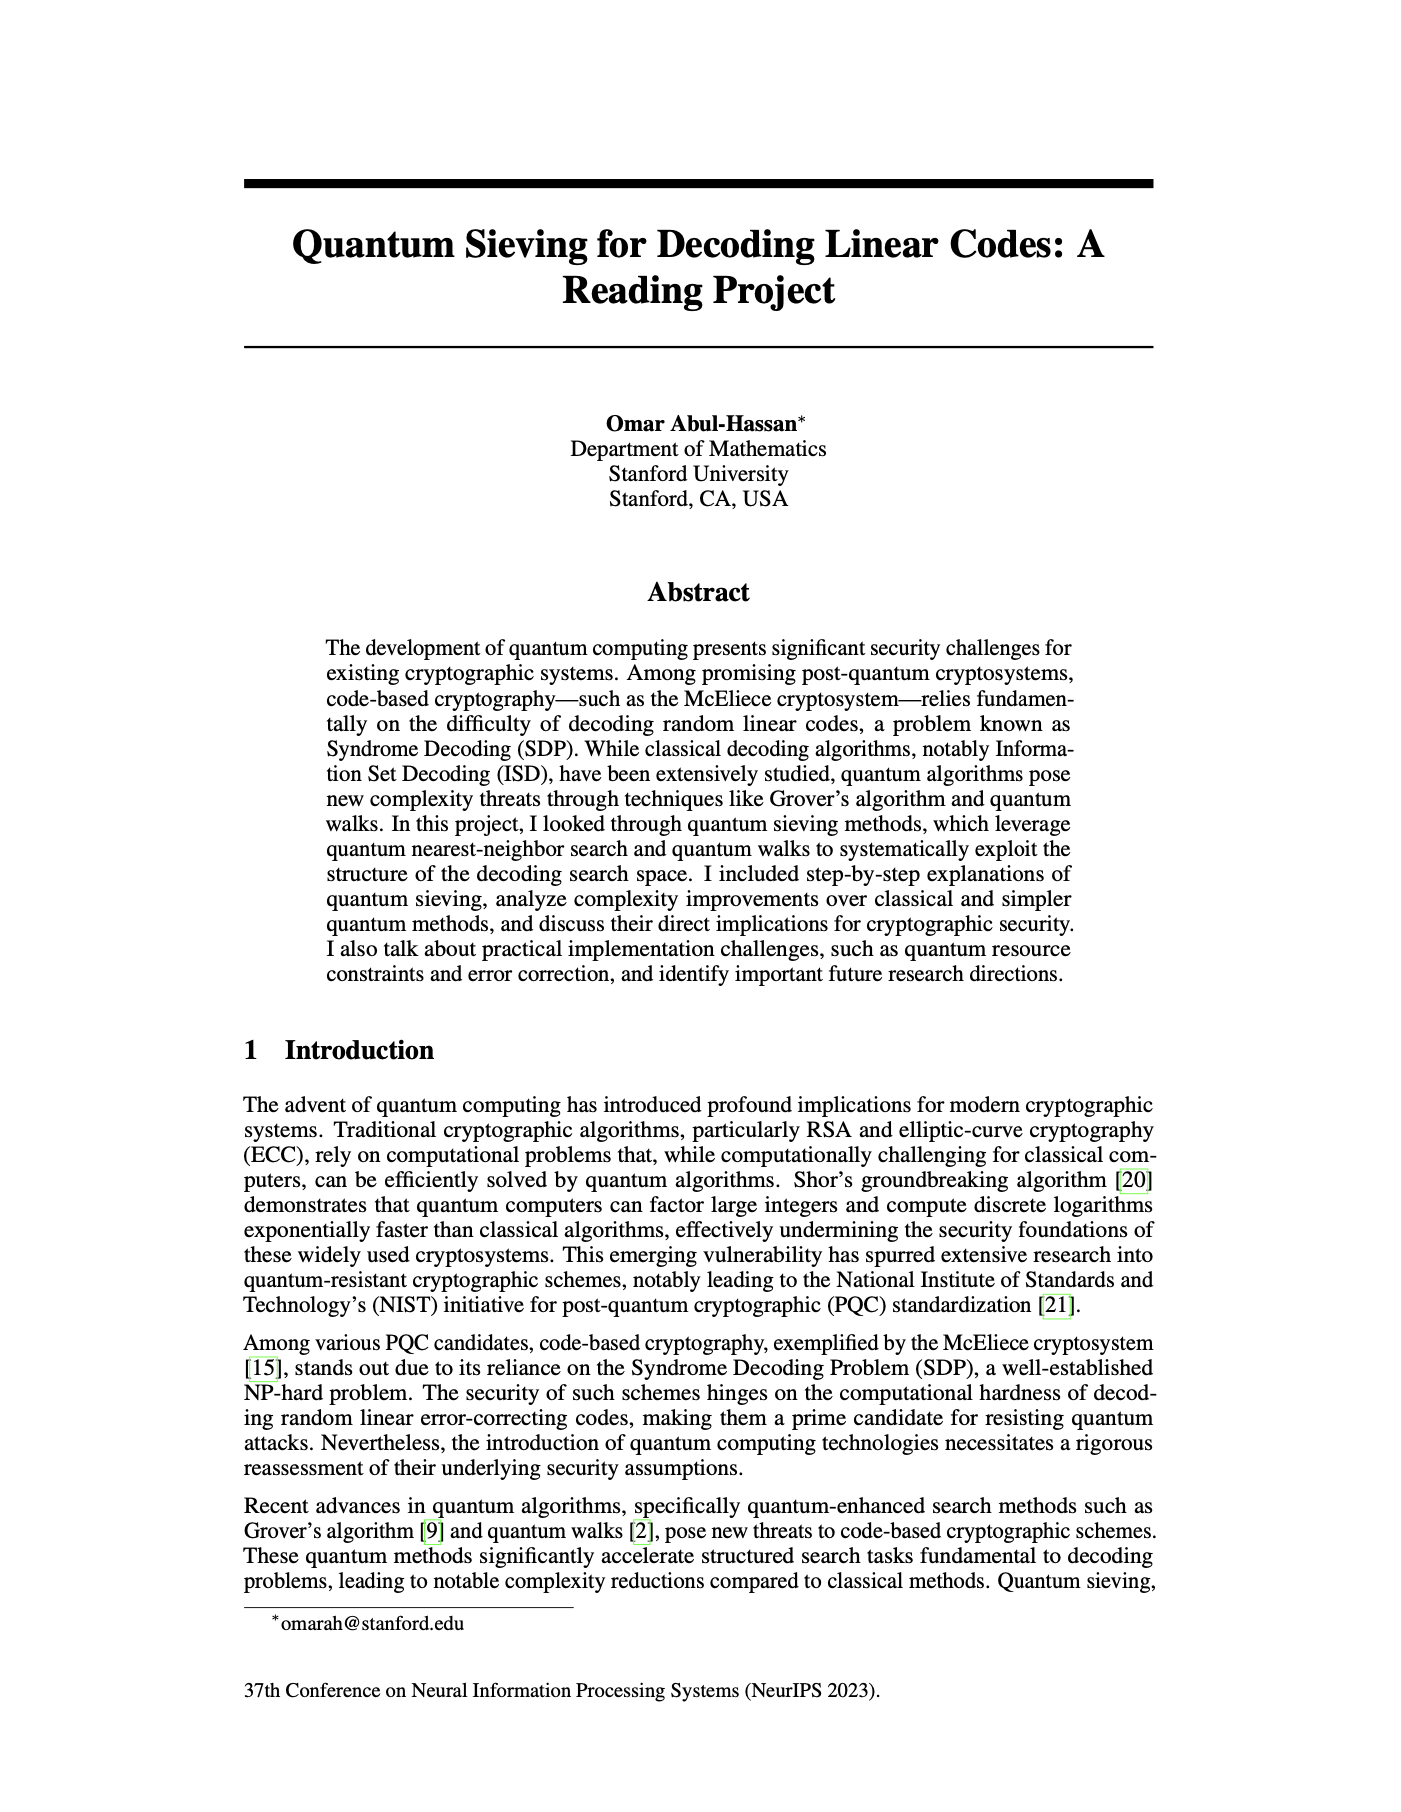 Quantum Sieving for Decoding Linear Codes: A
Reading Project
Omar Abul-Hassan*
Department of Mathematics
Stanford University
Stanford, CA, USA
Abstract
The development of quantum computing presents significant security challenges for
existing cryptographic systems. Among promising post-quantum cryptosystems,
code-based cryptography—such as the McEliece cryptosystem—relies fundamen-
tally on the difficulty of decoding random linear codes, a problem known as
Syndrome Decoding (SDP). While classical decoding algorithms, notably Informa-
tion Set Decoding (ISD), have been extensively studied, quantum algorithms pose
new complexity threats through techniques like Grover's algorithm and quantum
walks. In this project, I looked through quantum sieving methods, which leverage
quantum nearest-neighbor search and quantum walks to systematically exploit the
structure of the decoding search space. I included step-by-step explanations of
quantum sieving, analyze complexity improvements over classical and simpler
quantum methods, and discuss their direct implications for cryptographic security.
I also talk about practical implementation challenges, such as quantum resource
constraints and error correction, and identify important future research directions.
1 Introduction
The advent of quantum computing has introduced profound implications for modern cryptographic
systems. Traditional cryptographic algorithms, particularly RSA and elliptic-curve cryptography
(ECC), rely on computational problems that, while computationally challenging for classical com-
puters, can be efficiently solved by quantum algorithms. Shor's groundbreaking algorithm [20]
demonstrates that quantum computers can factor large integers and compute discrete logarithms
exponentially faster than classical algorithms, effectively undermining the security foundations of
these widely used cryptosystems. This emerging vulnerability has spurred extensive research into
quantum-resistant cryptographic schemes, notably leading to the National Institute of Standards and
Technology's (NIST) initiative for post-quantum cryptographic (PQC) standardization [21].
Among various PQC candidates, code-based cryptography, exemplified by the McEliece cryptosystem
[15], stands out due to its reliance on the Syndrome Decoding Problem (SDP), a well-established
NP-hard problem. The security of such schemes hinges on the computational hardness of decod-
ing random linear error-correcting codes, making them a prime candidate for resisting quantum
attacks. Nevertheless, the introduction of quantum computing technologies necessitates a rigorous
reassessment of their underlying security assumptions.
Recent advances in quantum algorithms, specifically quantum-enhanced search methods such as
Grover's algorithm [9] and quantum walks [2], pose new threats to code-based cryptographic schemes.
These quantum methods significantly accelerate structured search tasks fundamental to decoding
problems, leading to notable complexity reductions compared to classical methods. Quantum sieving,
*omarah@stanford.edu
37th Conference on Neural Information Processing Systems (NeurIPS 2023).